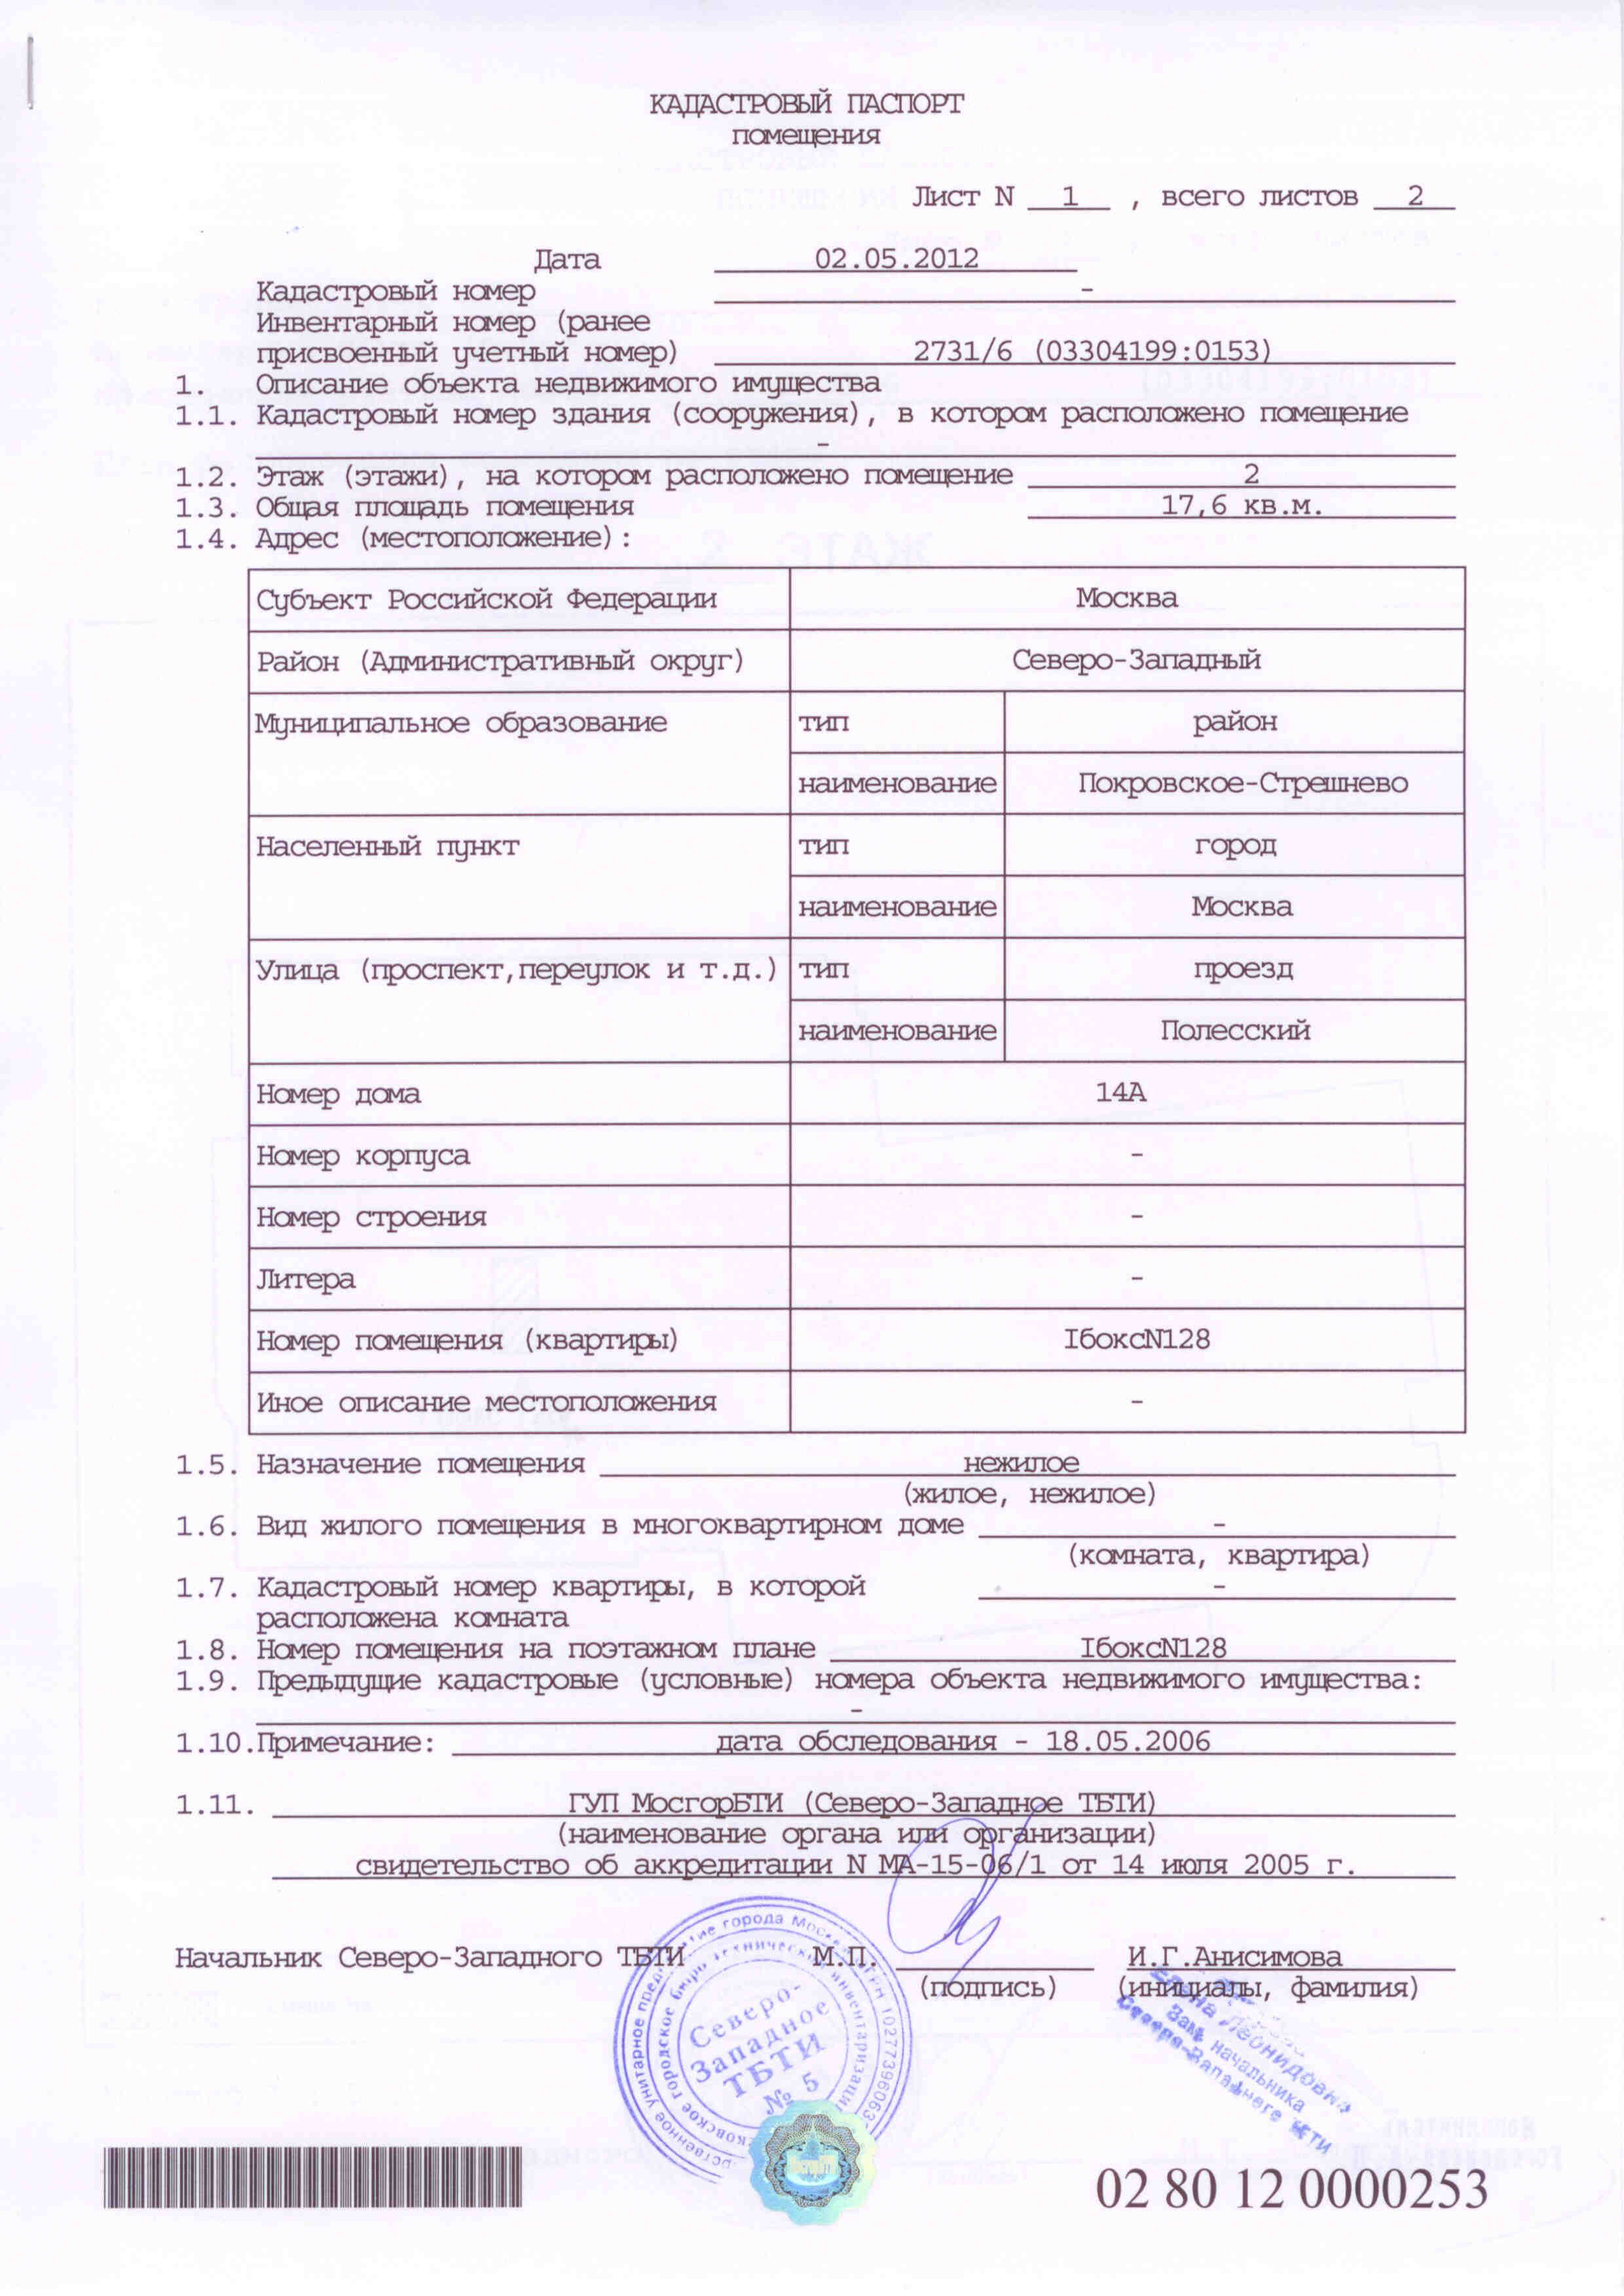 КАДАСТРОВЫЙ ПАСПОРТ
помещения
Лист N 1 , всего листов 2
Дата 02.05.2012
Кадастровый номер -
Инвентарный номер (ранее
присвоенный учетный номер) 2731/6 (03304199:0153)
1. Описание объекта недвижимого имущества
1.1. Кадастровый номер здания (сооружения), в котором расположено помещение
-
1.2. Этаж (этажи), на котором расположено помещение 2
1.3. Общая площадь помещения 17,6 кв.м.
1.4. Адрес (местоположение):
Субъект Российской Федерации Москва
Район (Административный округ) Северо-Западный
Муниципальное образование тип район
наименование Покровское-Стрешнево
Населенный пункт тип город
наименование Москва
Улица (проспект,переулок и т.д.) тип проезд
наименование Полесский
Номер дома 14А
Номер корпуса -
Номер строения -
Литера -
Номер помещения (квартиры) IбоксN128
Иное описание местоположения -
1.5. Назначение помещения нежилое
(жилое, нежилое)
1.6. Вид жилого помещения в многоквартирном доме -
(комната, квартира)
1.7. Кадастровый номер квартиры, в которой -
расположена комната
1.8. Номер помещения на поэтажном плане IбоксN128
1.9. Предыдущие кадастровые (условные) номера объекта недвижимого имущества:
-
1.10.Примечание: дата обследования - 18.05.2006
1.11. ГУП МосгорБТИ (Северо-Западное ТБТИ)
(наименование органа или организации)
свидетельство об аккредитации N МА-15-06/1 от 14 июля 2005 г.
Начальник Северо-Западного ТБТИ М.П. И.Г.Анисимова
(подпись) (инициалы, фамилия)
Северо-
Западное
ТБТИ
№ 5
Леонидовна
Зам. начальника
Северо-Западного ТБТИ
02 80 12 0000253